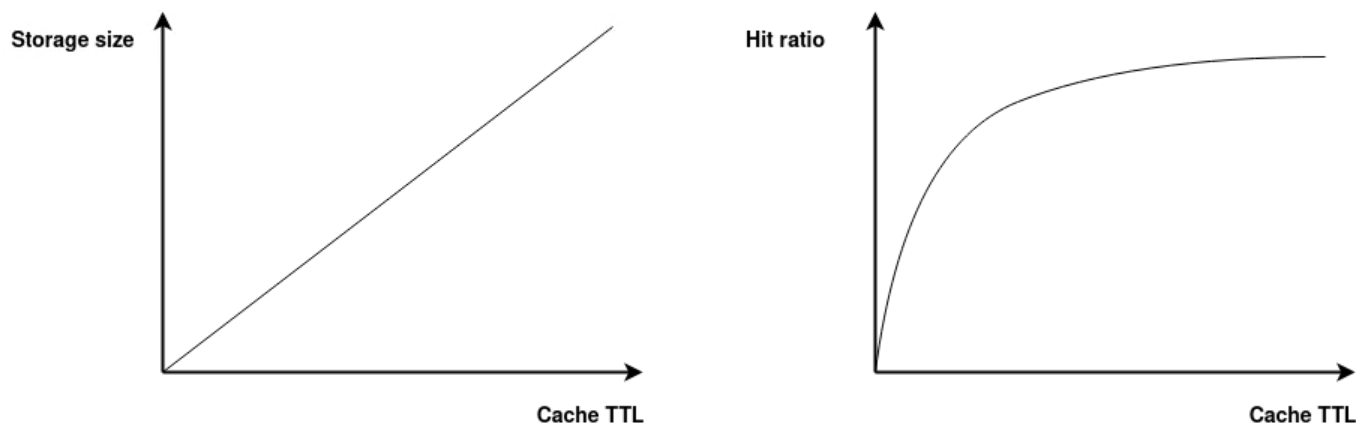 Storage size
Cache TTL
Hit ratio
Cache TTL